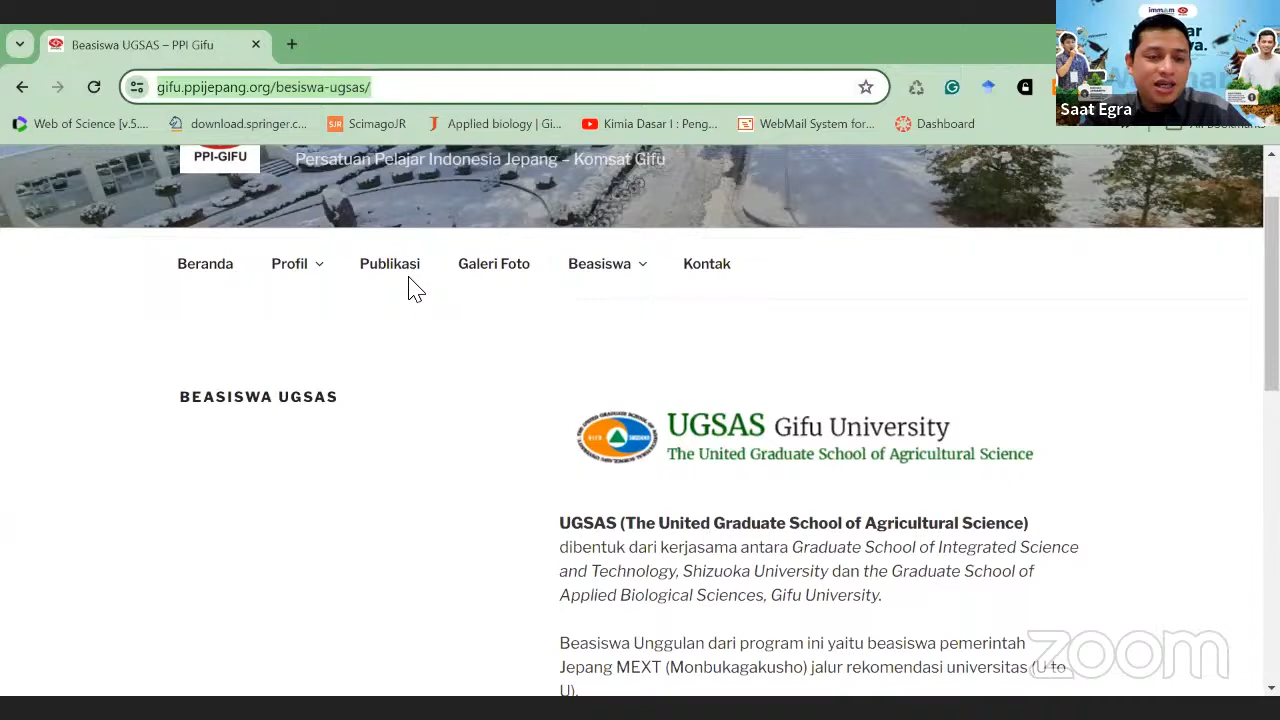 Beasiswa UGSAS – PPI Gifu
gifu.ppijepang.org/besiswa-ugsas/
Web of Science [v.5....
download.springer.c...
SJR Scimago.R
Applied biology | Gi...
Kimia Dasar I : Peng...
WebMail System for...
Dashboard
immam
Saat Egra
PPI-GIFU
Persatuan Pelajar Indonesia Jepang – Komsat Gifu
Beranda Profil Publikasi Galeri Foto Beasiswa Kontak
BEASISWA UGSAS
UGSAS Gifu University
The United Graduate School of Agricultural Science
UGSAS (The United Graduate School of Agricultural Science)
dibentuk dari kerjasama antara Graduate School of Integrated Science
and Technology, Shizuoka University dan the Graduate School of
Applied Biological Sciences, Gifu University.
Beasiswa Unggulan dari program ini yaitu beasiswa pemerintah
Jepang MEXT (Monbukagakusho) jalur rekomendasi universitas (U to
U).
zoom